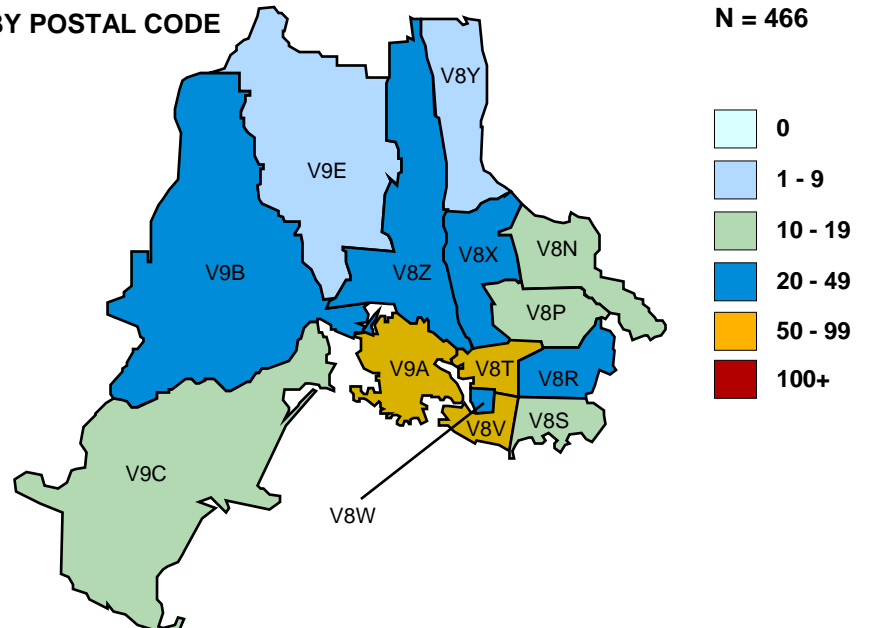 BY POSTAL CODE
N = 466
V8Y
0
1 - 9
V9E
10 - 19
V8N
V8X
V9B
V8Z
20 - 49
V8P
50 - 99
V9A
V8T
V8R
100+
V8S
V8V
V9C
V8W